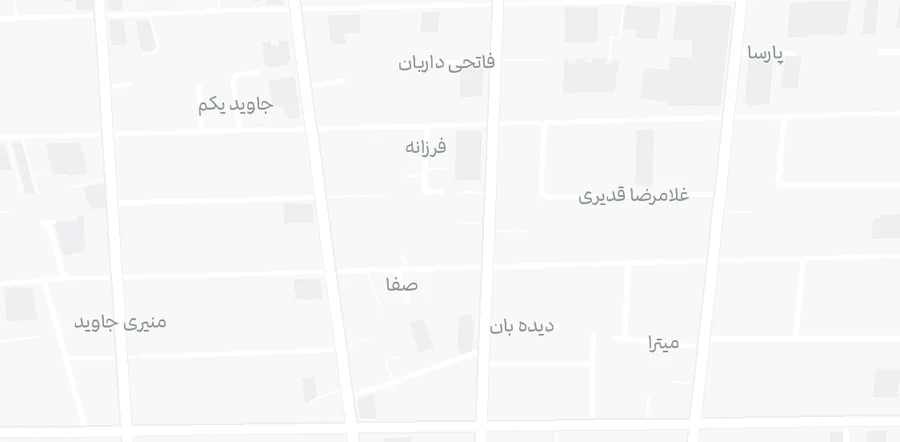 پارسا
فاتحی داریان
جاوید یکم
فرزانه
غلامرضا قدیری
صفا
منیری جاوید
دیده بان
میترا